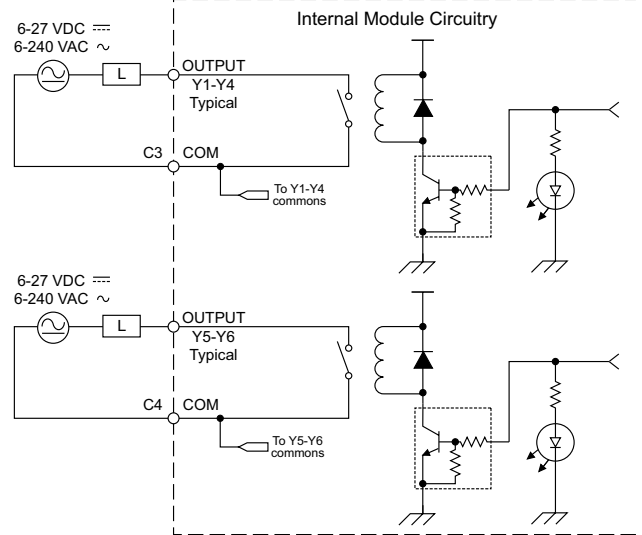 Internal Module Circuitry
6-27 VDC ⎓
6-240 VAC ∿
L
OUTPUT
Y1-Y4
Typical
C3
COM
To Y1-Y4
commons
6-27 VDC ⎓
6-240 VAC ∿
L
OUTPUT
Y5-Y6
Typical
C4
COM
To Y5-Y6
commons